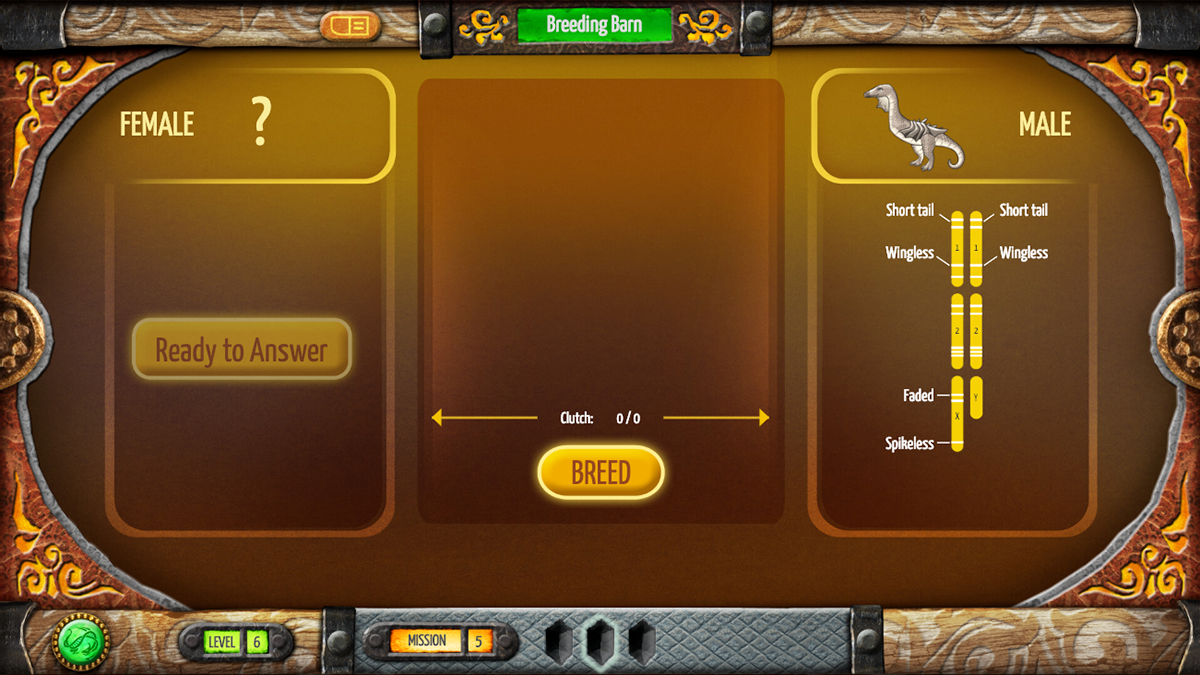 Breeding Barn
FEMALE ?
MALE
Short tail Short tail
Wingless 1 1 Wingless
2 2
Ready to Answer
Faded Y
X
Clutch: 0 / 0
Spikeless
BREED
LEVEL 6
MISSION 5